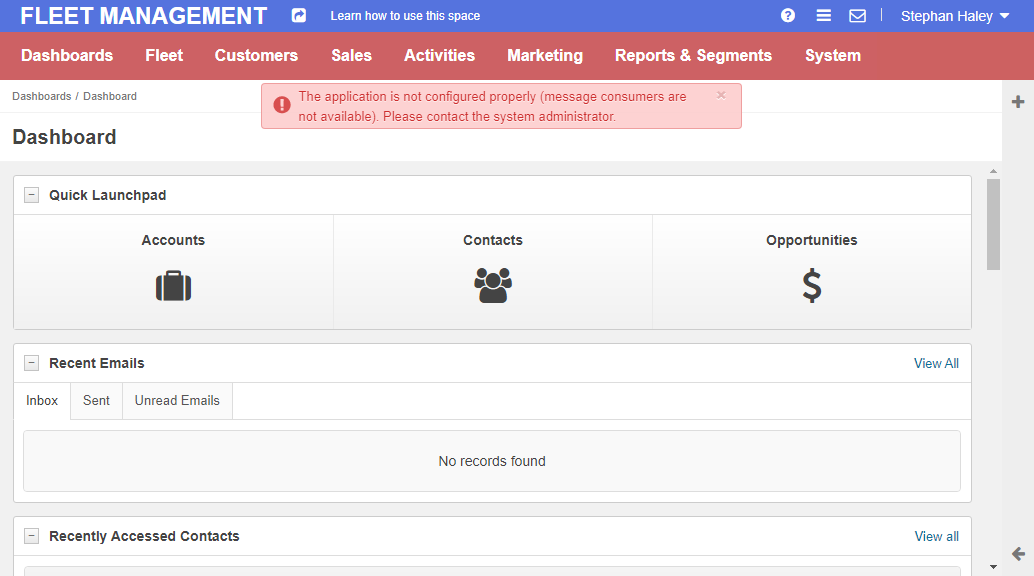 FLEET MANAGEMENT
Learn how to use this space
Stephan Haley
Dashboards
Fleet
Customers
Sales
Activities
Marketing
Reports & Segments
System
Dashboards / Dashboard
The application is not configured properly (message consumers are
not available). Please contact the system administrator.
×
Dashboard
Quick Launchpad
Accounts
Contacts
Opportunities
Recent Emails
View All
Inbox
Sent
Unread Emails
No records found
Recently Accessed Contacts
View all